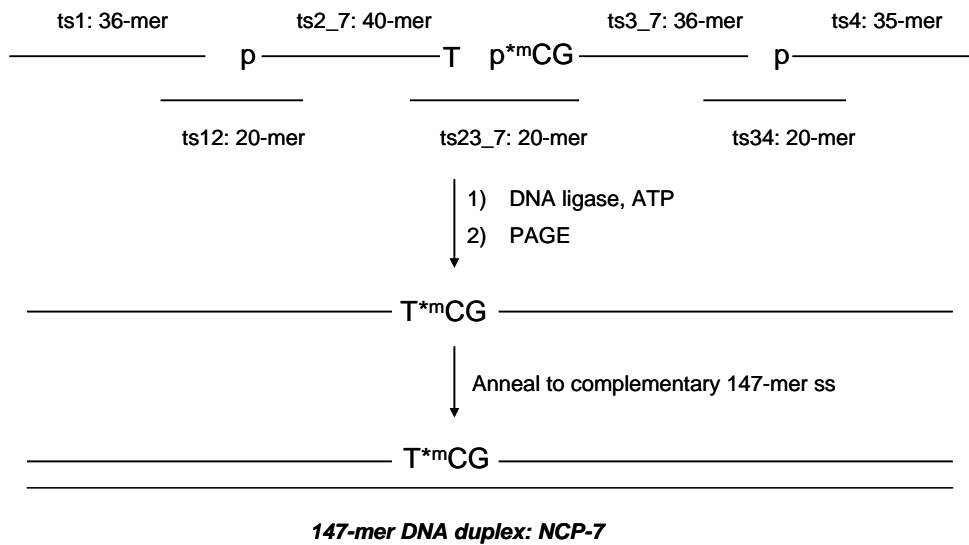 ts1: 36-mer ts2_7: 40-mer ts3_7: 36-mer ts4: 35-mer
p T p*mCG p
ts12: 20-mer ts23_7: 20-mer ts34: 20-mer
1) DNA ligase, ATP
2) PAGE
T*mCG
Anneal to complementary 147-mer ss
T*mCG
147-mer DNA duplex: NCP-7